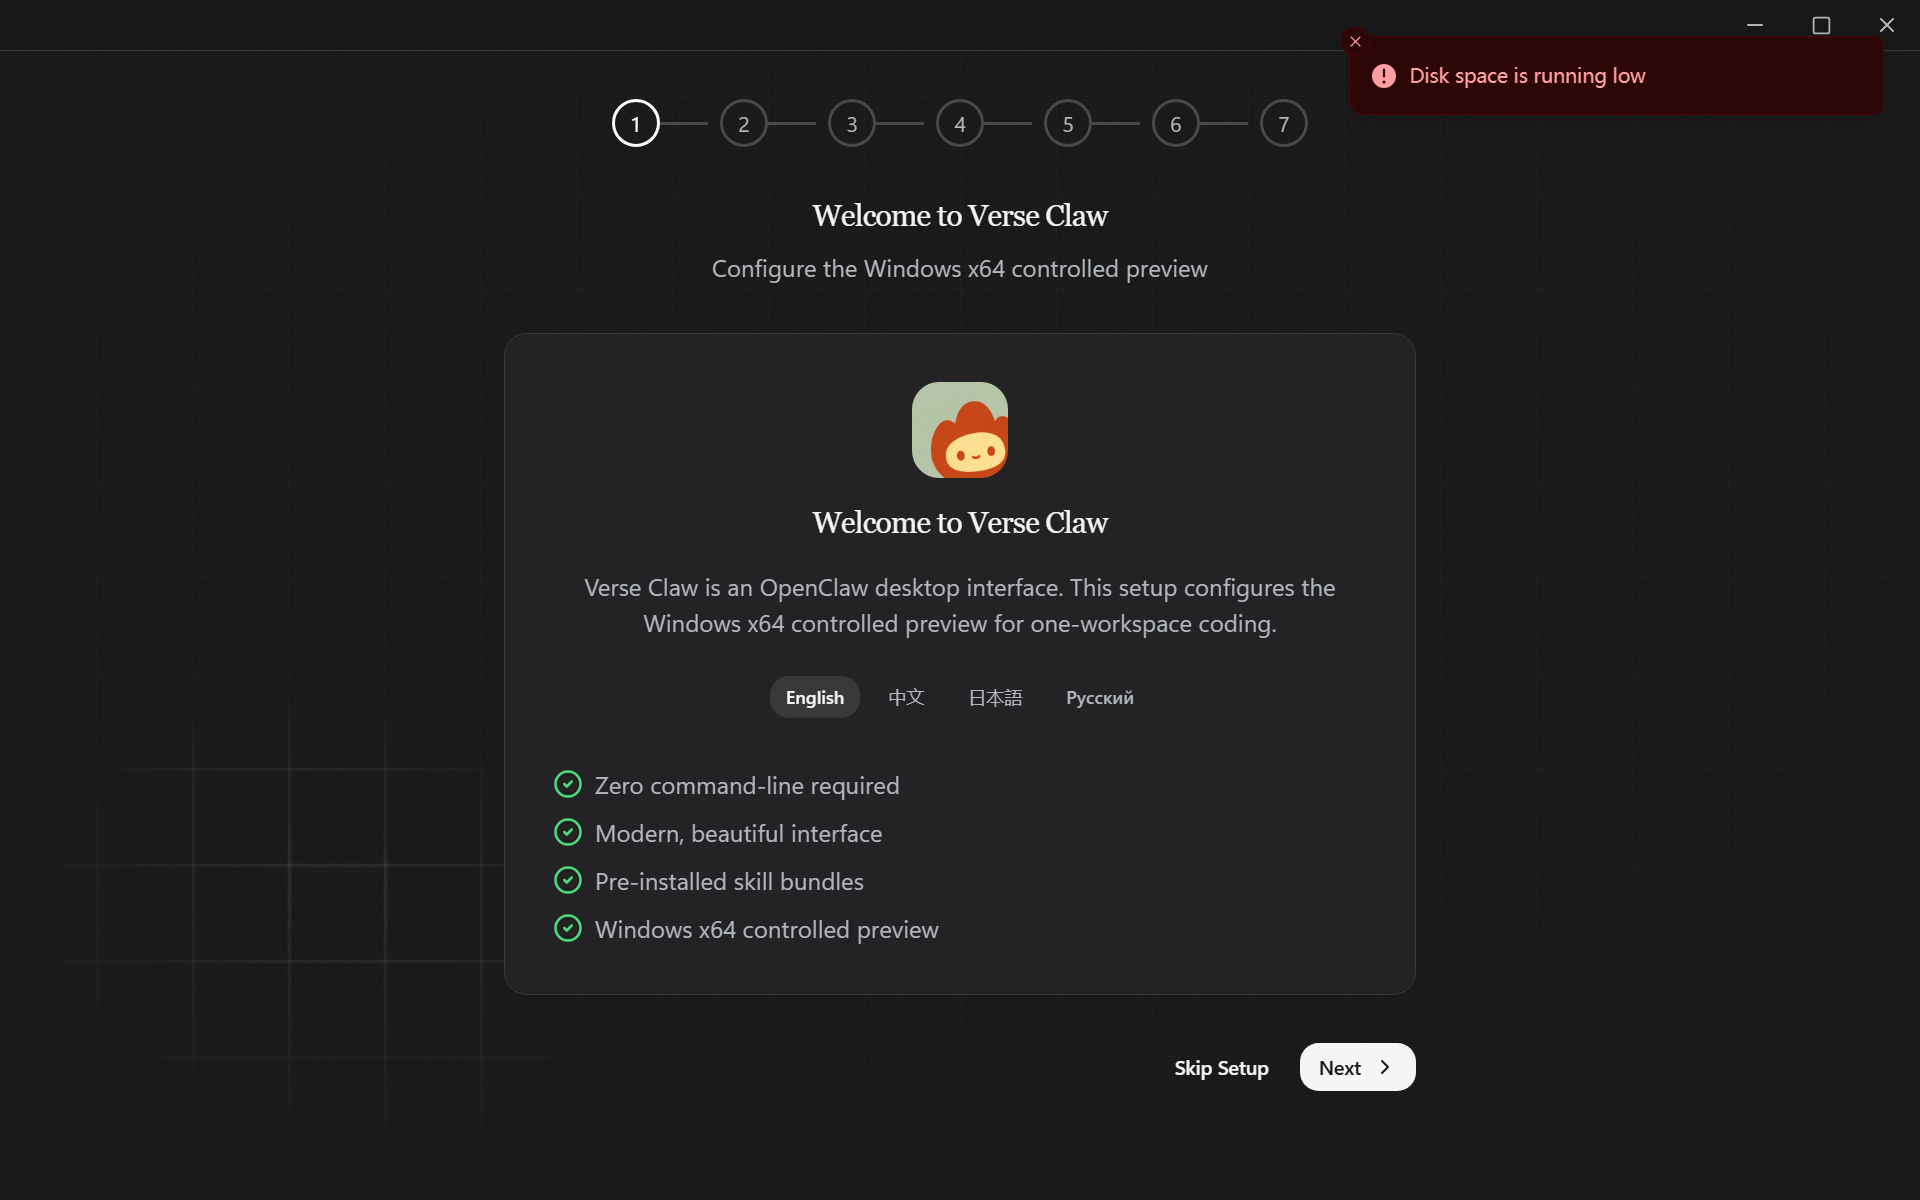 Disk space is running low
1 2 3 4 5 6 7
Welcome to Verse Claw
Configure the Windows x64 controlled preview
Welcome to Verse Claw
Verse Claw is an OpenClaw desktop interface. This setup configures the
Windows x64 controlled preview for one-workspace coding.
English 中文 日本語 Русский
Zero command-line required
Modern, beautiful interface
Pre-installed skill bundles
Windows x64 controlled preview
Skip Setup Next